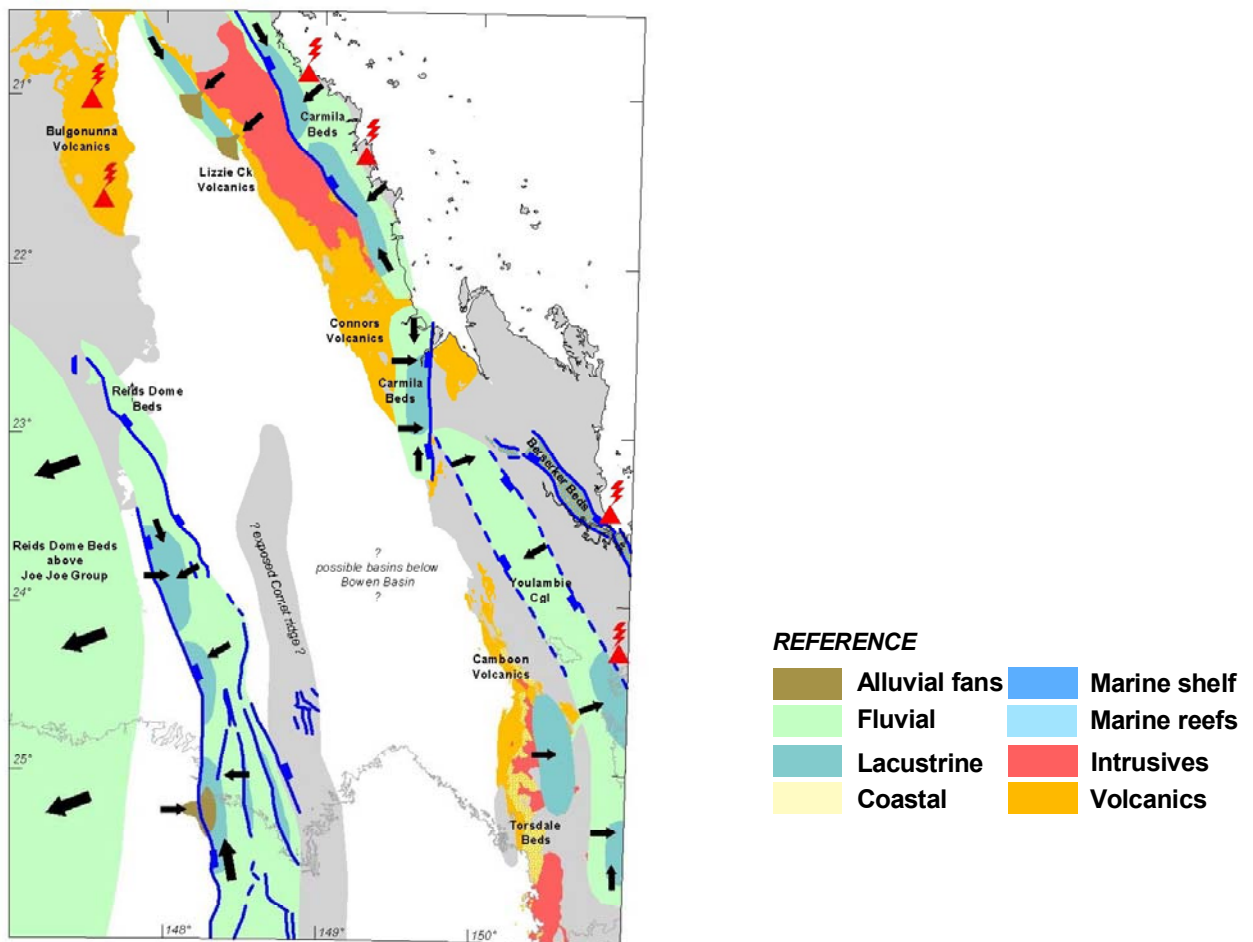 21°
Bulgonunna
Volcanics
Carmila
Beds
Lizzie Ck
Volcanics
22°
Connors
Volcanics
Carmila
Beds
Reids Dome
Beds
23°
Berserker Beds
Reids Dome Beds
above
Joe Joe Group
? exposed Comet ridge ?
?
possible basins below
Bowen Basin
?
Youlambie
Cgl
24°
Camboon
Volcanics
25°
Torsdale
Beds
148°
149°
150°
REFERENCE
Alluvial fans
Marine shelf
Fluvial
Marine reefs
Lacustrine
Intrusives
Coastal
Volcanics